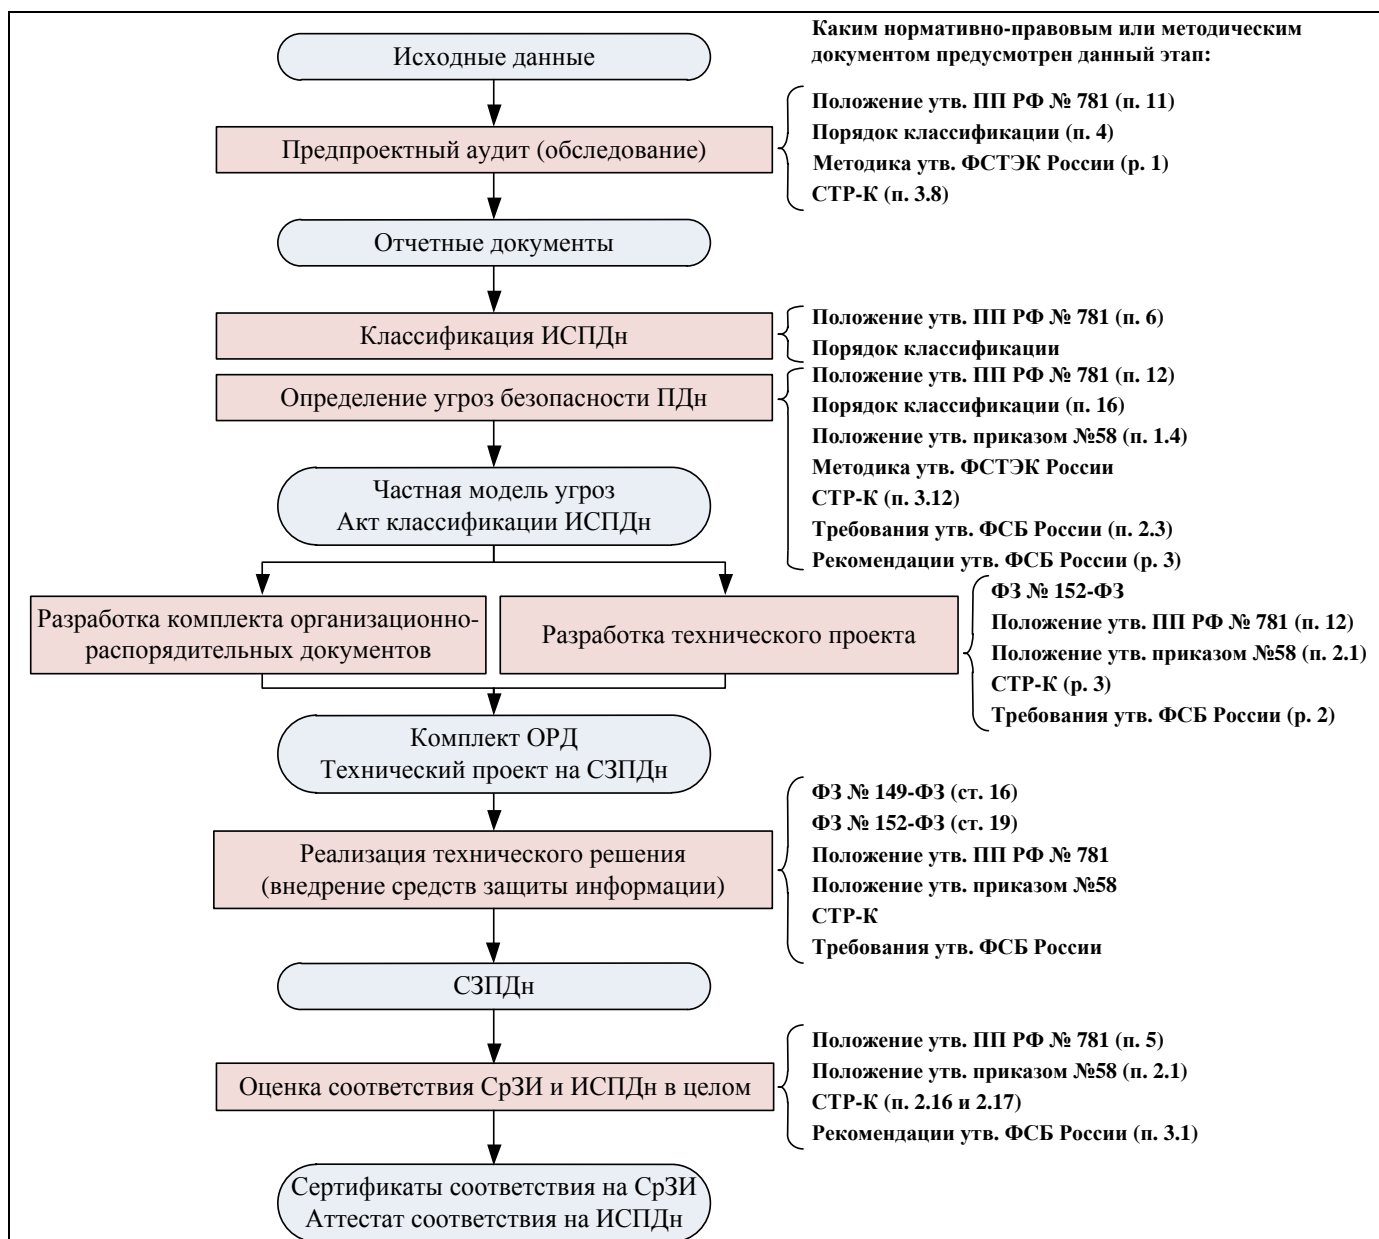 Каким нормативно-правовым или методическим
документом предусмотрен данный этап:
Исходные данные
Предпроектный аудит (обследование)
Положение утв. ПП РФ № 781 (п. 11)
Порядок классификации (п. 4)
Методика утв. ФСТЭК России (р. 1)
СТР-К (п. 3.8)
Отчетные документы
Классификация ИСПДн
Положение утв. ПП РФ № 781 (п. 6)
Порядок классификации
Определение угроз безопасности ПДн
Положение утв. ПП РФ № 781 (п. 12)
Порядок классификации (п. 16)
Положение утв. приказом №58 (п. 1.4)
Методика утв. ФСТЭК России
СТР-К (п. 3.12)
Требования утв. ФСБ России (п. 2.3)
Рекомендации утв. ФСБ России (р. 3)
Частная модель угроз
Акт классификации ИСПДн
Разработка комплекта организационно-
распорядительных документов
Разработка технического проекта
ФЗ № 152-ФЗ
Положение утв. ПП РФ № 781 (п. 12)
Положение утв. приказом №58 (п. 2.1)
СТР-К (р. 3)
Требования утв. ФСБ России (р. 2)
Комплект ОРД
Технический проект на СЗПДн
Реализация технического решения
(внедрение средств защиты информации)
ФЗ № 149-ФЗ (ст. 16)
ФЗ № 152-ФЗ (ст. 19)
Положение утв. ПП РФ № 781
Положение утв. приказом №58
СТР-К
Требования утв. ФСБ России
СЗПДн
Оценка соответствия СрЗИ и ИСПДн в целом
Положение утв. ПП РФ № 781 (п. 5)
Положение утв. приказом №58 (п. 2.1)
СТР-К (п. 2.16 и 2.17)
Рекомендации утв. ФСБ России (п. 3.1)
Сертификаты соответствия на СрЗИ
Аттестат соответствия на ИСПДн